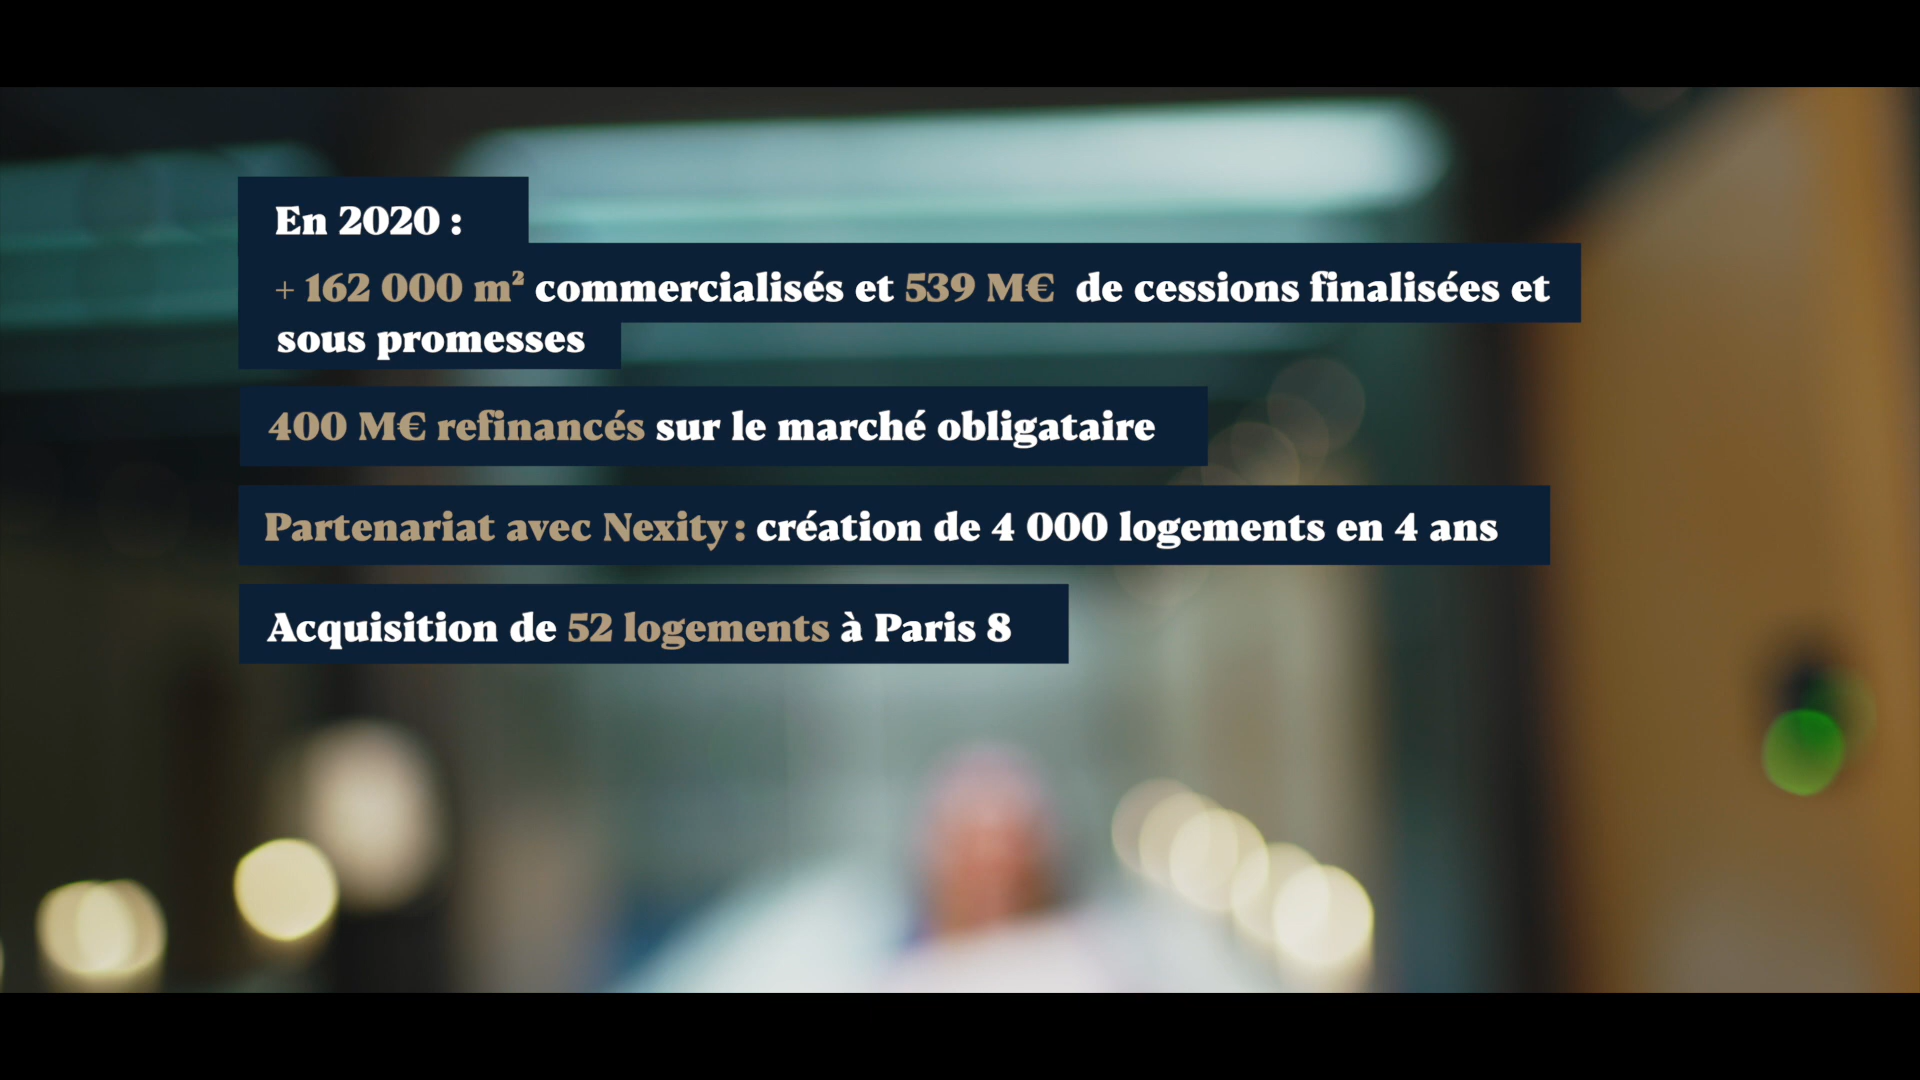 En 2020 :
+ 162 000 m² commercialisés et 539 M€ de cessions finalisées et
sous promesses
400 M€ refinancés sur le marché obligataire
Partenariat avec Nexity : création de 4 000 logements en 4 ans
Acquisition de 52 logements à Paris 8